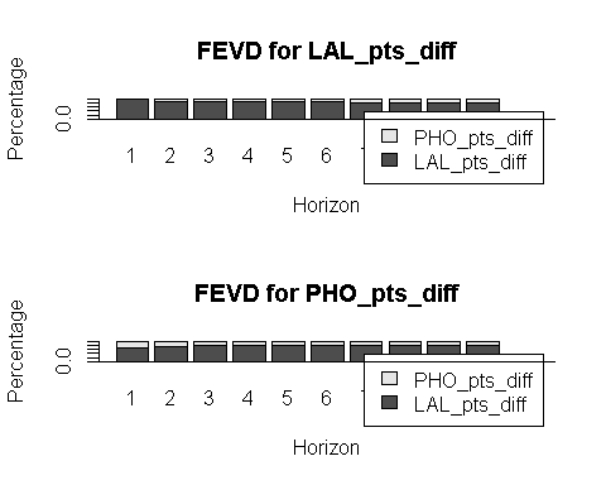 FEVD for LAL_pts_diff
Percentage
0.0
PHO_pts_diff
LAL_pts_diff
1 2 3 4 5 6
Horizon
FEVD for PHO_pts_diff
Percentage
0.0
PHO_pts_diff
LAL_pts_diff
1 2 3 4 5 6
Horizon